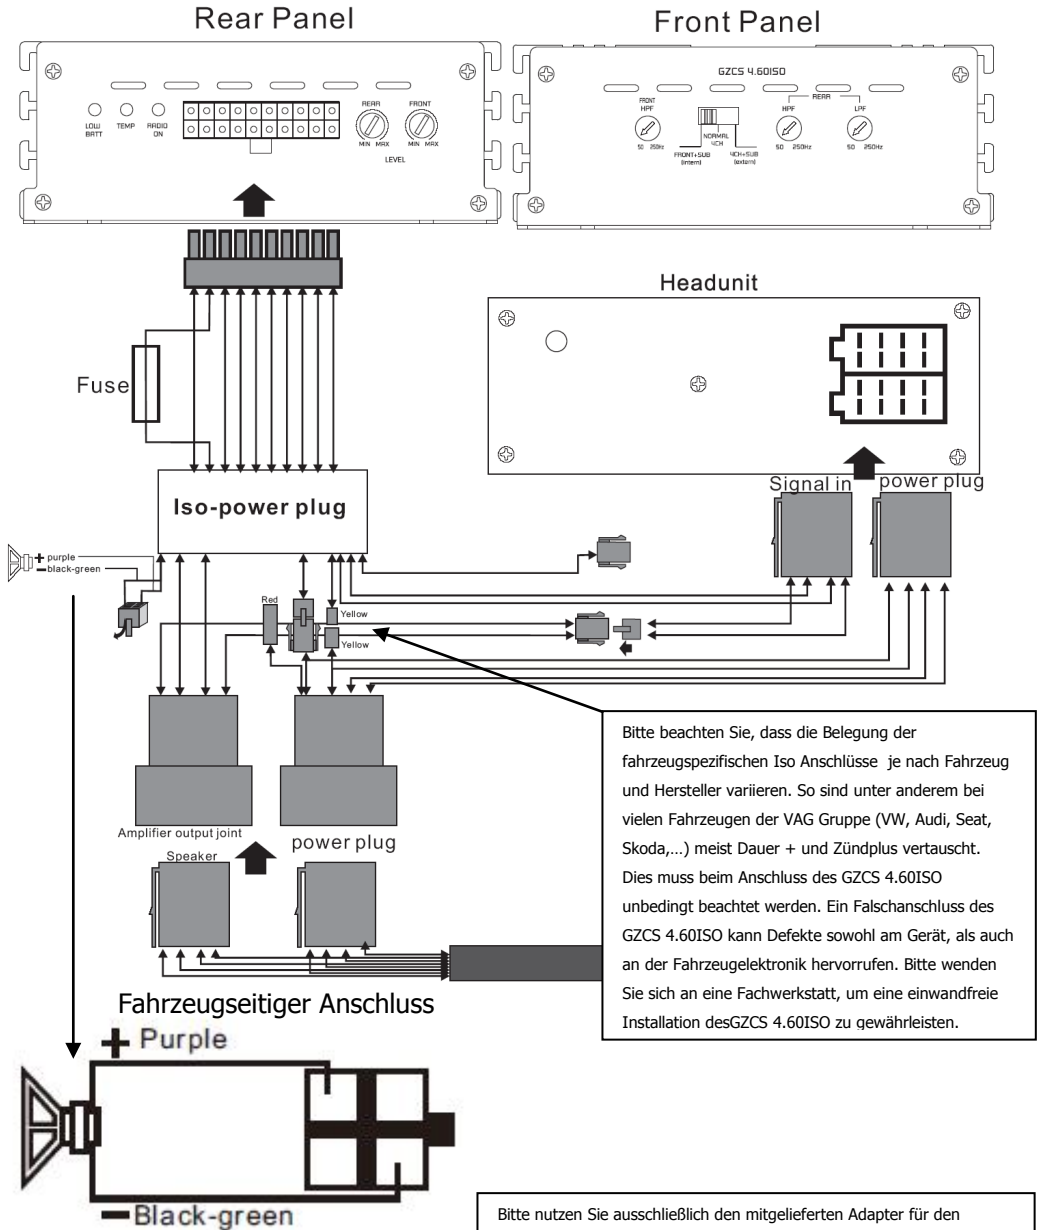 Rear Panel
Front Panel
LOW BATT
TEMP
RADIO ON
REAR
FRONT
MIN MAX
MIN MAX
LEVEL
GZCS 4.60ISO
FRONT HPF
50 250Hz
NORMAL 4CH
FRONT+SUB (intern)
4CH+SUB (extern)
REAR
HPF
LPF
50 250Hz
50 250Hz
Headunit
Fuse
Iso-power plug
Signal in
power plug
+ purple
- black-green
Red
Yellow
Yellow
Amplifier output joint
power plug
Speaker
Bitte beachten Sie, dass die Belegung der
fahrzeugspezifischen Iso Anschlüsse je nach Fahrzeug
und Hersteller variieren. So sind unter anderem bei
vielen Fahrzeugen der VAG Gruppe (VW, Audi, Seat,
Skoda,...) meist Dauer + und Zündplus vertauscht.
Dies muss beim Anschluss des GZCS 4.60ISO
unbedingt beachtet werden. Ein Falschanschluss des
GZCS 4.60ISO kann Defekte sowohl am Gerät, als auch
an der Fahrzeugelektronik hervorrufen. Bitte wenden
Sie sich an eine Fachwerkstatt, um eine einwandfreie
Installation desGZCS 4.60ISO zu gewährleisten.
Fahrzeugseitiger Anschluss
+ Purple
- Black-green
Bitte nutzen Sie ausschließlich den mitgelieferten Adapter für den